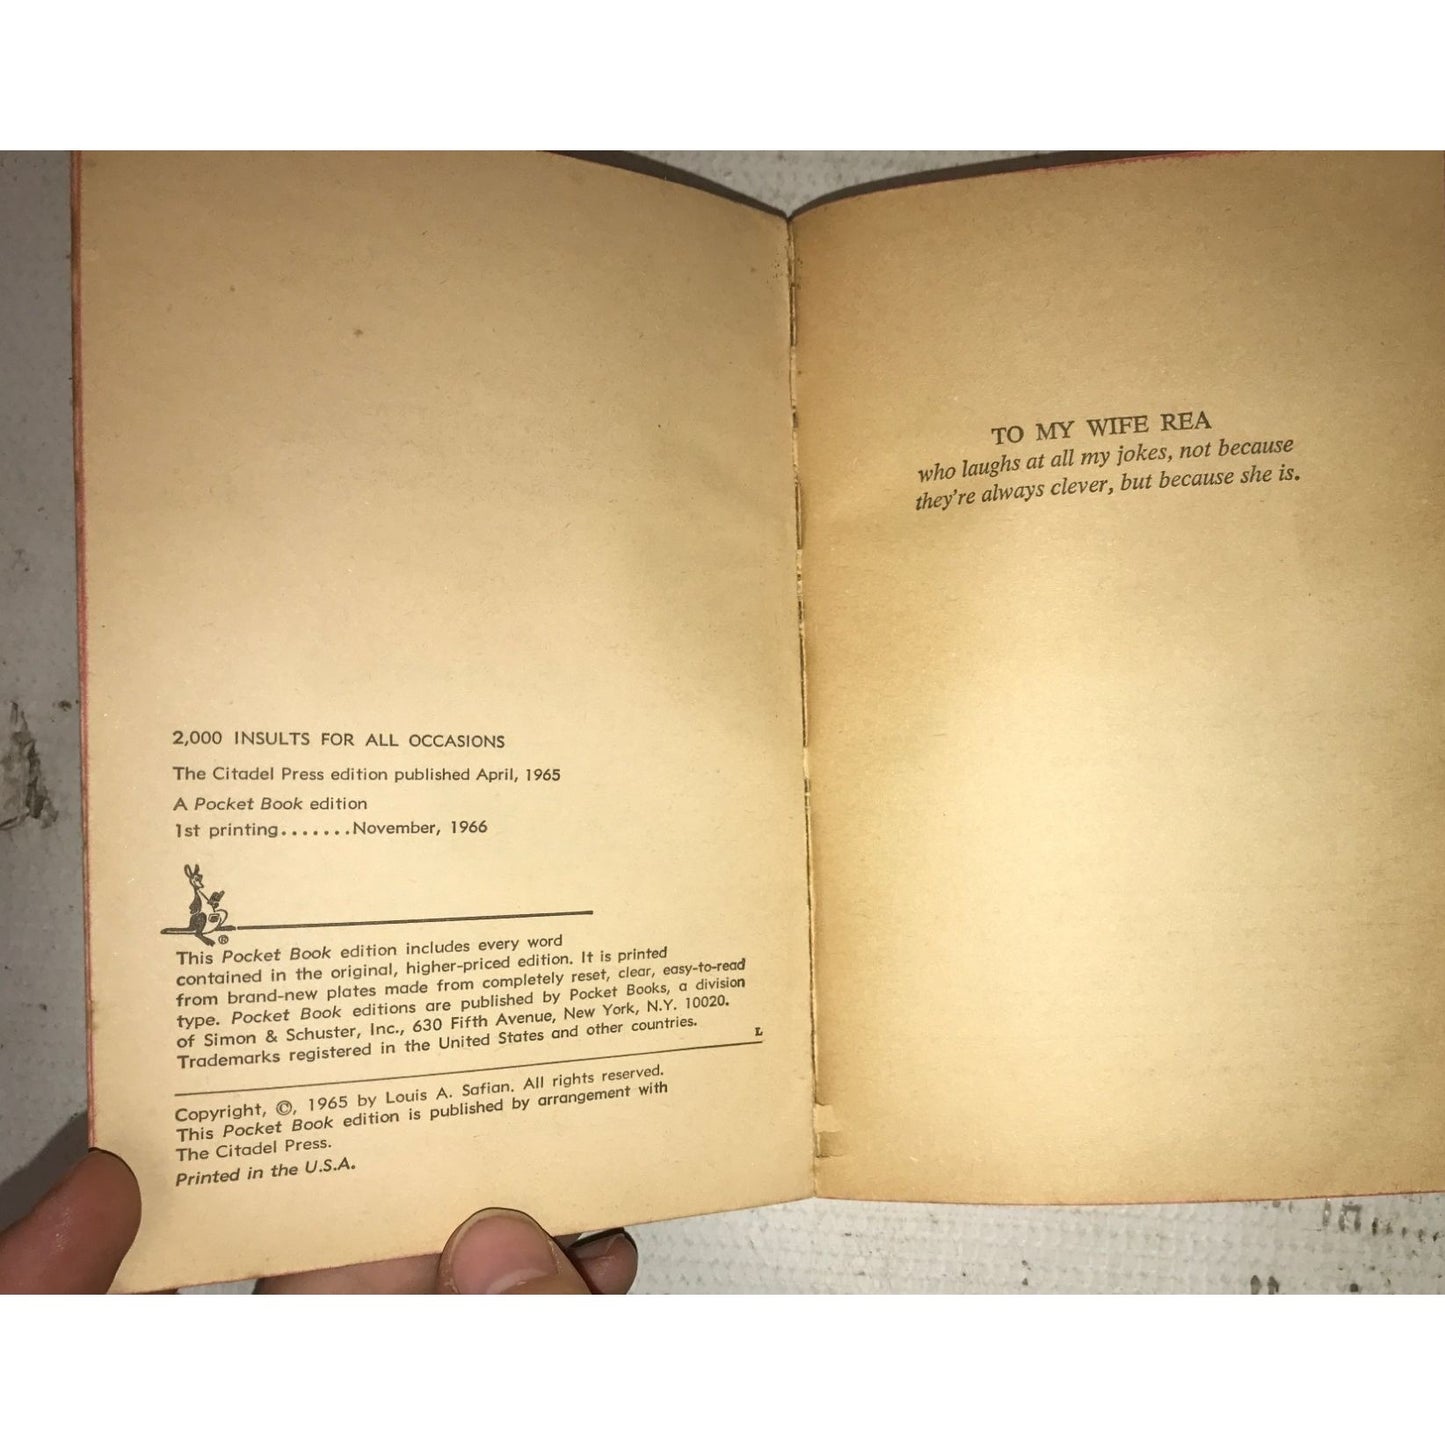 2,000 INSULTS FOR ALL OCCASIONS
The Citadel Press edition published April, 1965
A Pocket Book edition
1st printing.......November, 1966
®
This Pocket Book edition includes every word
contained in the original, higher-priced edition. It is printed
from brand-new plates made from completely reset, clear, easy-to-read
type. Pocket Book editions are published by Pocket Books, a division
of Simon & Schuster, Inc., 630 Fifth Avenue, New York, N.Y. 10020.
Trademarks registered in the United States and other countries.
L
Copyright, ©, 1965 by Louis A. Safian. All rights reserved.
This Pocket Book edition is published by arrangement with
The Citadel Press.
Printed in the U.S.A.
TO MY WIFE REA
who laughs at all my jokes, not because
they're always clever, but because she is.